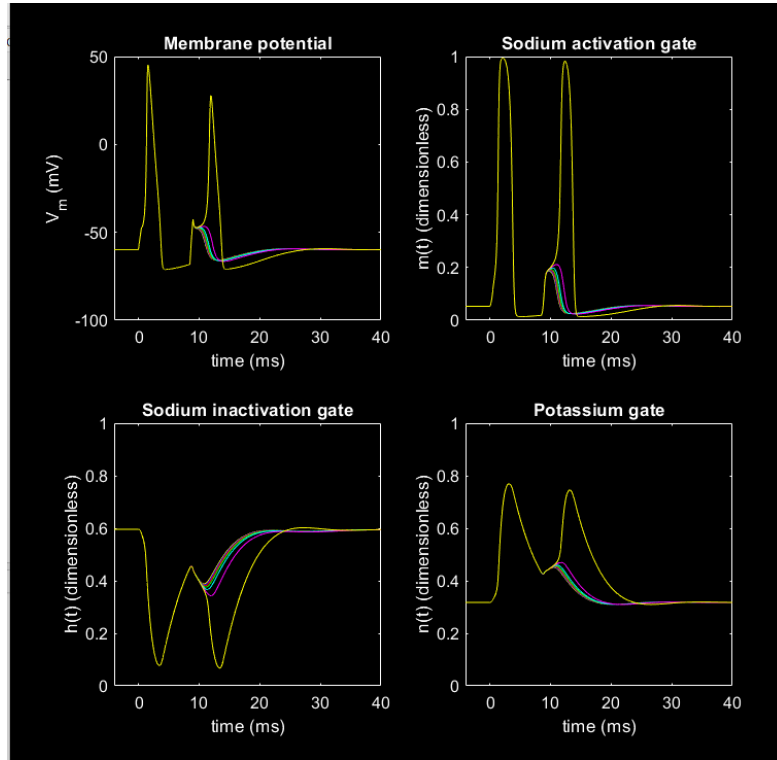 Membrane potential
50
0
-50
-100
V_m (mV)
0 10 20 30 40
time (ms)
Sodium activation gate
1
0.8
0.6
0.4
0.2
0
m(t) (dimensionless)
0 10 20 30 40
time (ms)
Sodium inactivation gate
1
0.8
0.6
0.4
0.2
0
h(t) (dimensionless)
0 10 20 30 40
time (ms)
Potassium gate
1
0.8
0.6
0.4
0.2
0
n(t) (dimensionless)
0 10 20 30 40
time (ms)